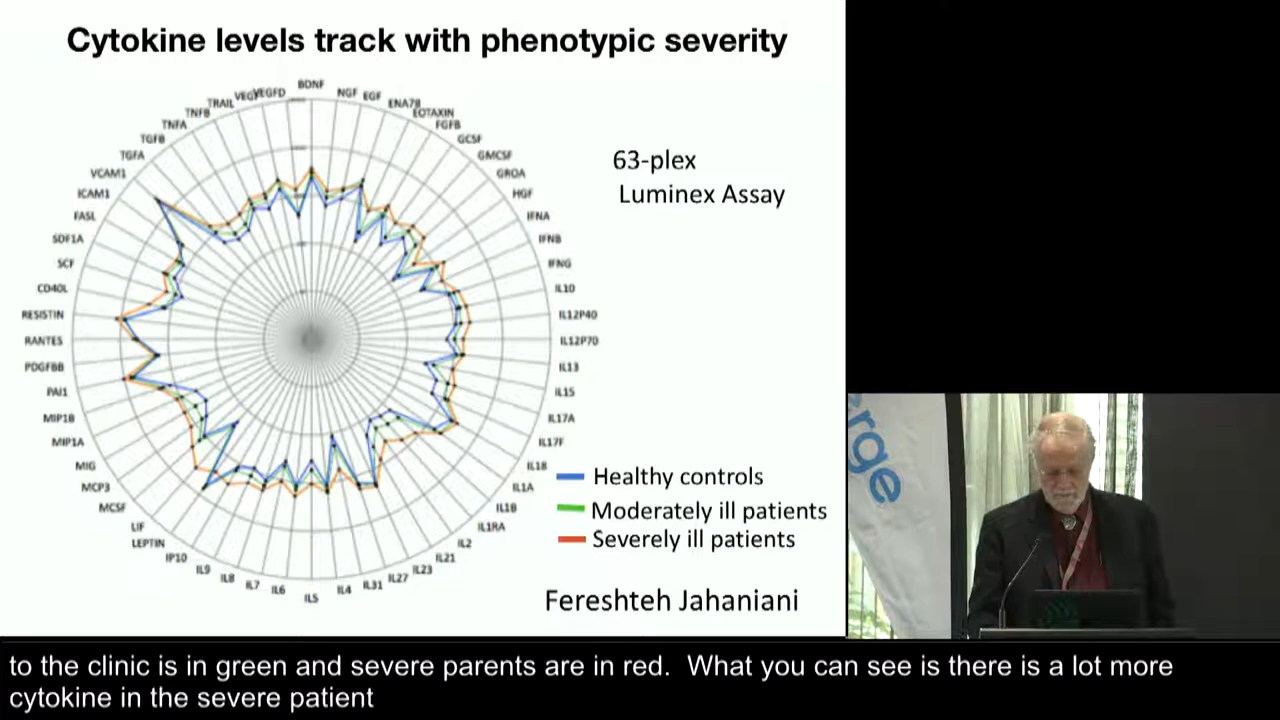 Cytokine levels track with phenotypic severity
BDNF
NGF
EGF
ENA78
EOTAXIN
FGFB
GCSF
GMCSF
GROA
HGF
IFNA
IFNB
IFNG
IL10
IL12P40
IL12P70
IL13
IL15
IL17A
IL17F
IL18
IL1A
IL1B
IL1RA
IL2
IL21
IL23
IL27
IL31
IL4
IL5
IL6
IL7
IL8
IL9
IP10
LEPTIN
LIF
MCSF
MCP3
MIG
MIP1A
MIP1B
PAI1
PDGFBB
RANTES
RESISTIN
CD40L
SCF
SDF1A
FASL
ICAM1
VCAM1
TGFA
TGFB
TNFA
TNFB
TRAIL
VEGFD
63-plex
Luminex Assay
Healthy controls
Moderately ill patients
Severely ill patients
Fereshteh Jahaniani
erge
to the clinic is in green and severe parents are in red. What you can see is there is a lot more
cytokine in the severe patient